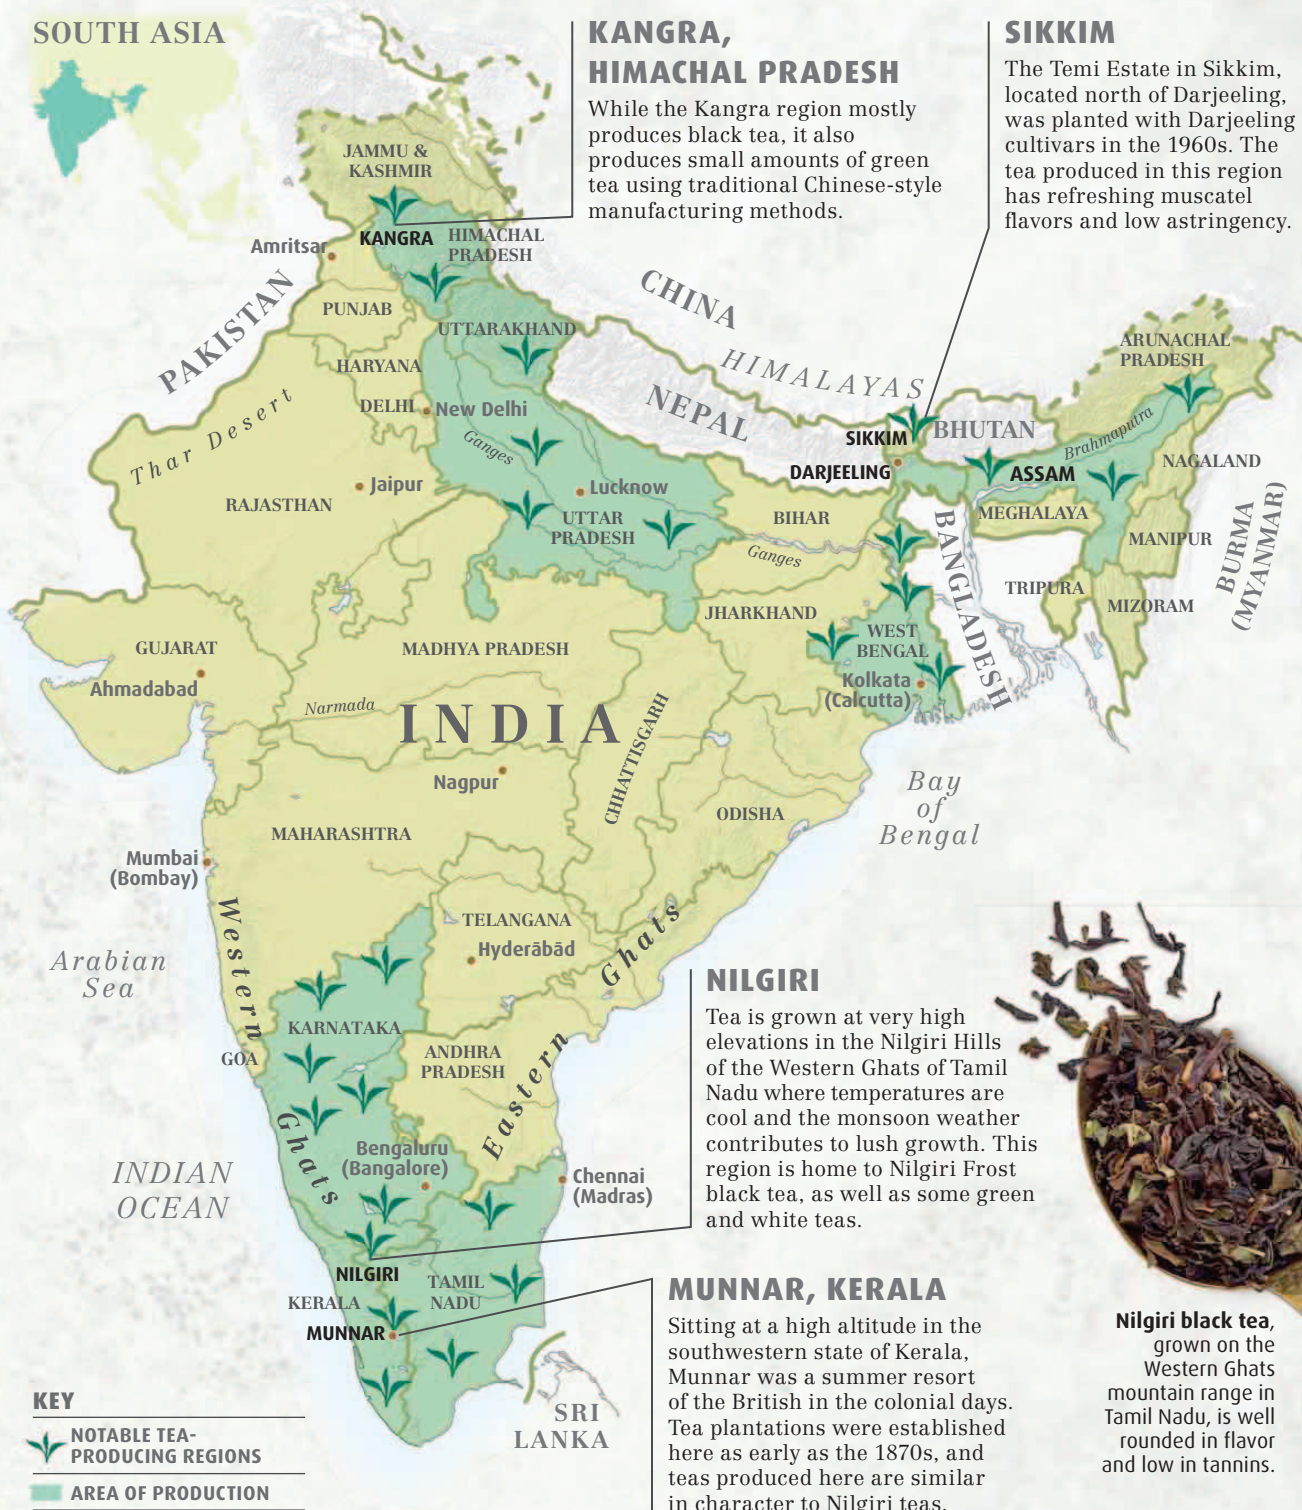 SOUTH ASIA
KANGRA,
HIMACHAL PRADESH
While the Kangra region mostly
produces black tea, it also
produces small amounts of green
tea using traditional Chinese-style
manufacturing methods.
SIKKIM
The Temi Estate in Sikkim,
located north of Darjeeling,
was planted with Darjeeling
cultivars in the 1960s. The
tea produced in this region
has refreshing muscatel
flavors and low astringency.
JAMMU &
KASHMIR
Amritsar
KANGRA
HIMACHAL
PRADESH
PAKISTAN
PUNJAB
CHINA
UTTARAKHAND
HIMALAYAS
ARUNACHAL
PRADESH
HARYANA
DELHI
New Delhi
NEPAL
Thar Desert
Ganges
SIKKIM
BHUTAN
Brahmaputra
DARJEELING
ASSAM
NAGALAND
RAJASTHAN
Jaipur
Lucknow
UTTAR
PRADESH
BIHAR
Ganges
MEGHALAYA
MANIPUR
BANGLADESH
BURMA
(MYANMAR)
TRIPURA
MIZORAM
JHARKHAND
GUJARAT
MADHYA PRADESH
WEST
BENGAL
Ahmadabad
Kolkata
(Calcutta)
Narmada
INDIA
CHHATTISGARH
Nagpur
ODISHA
Bay
of
Bengal
MAHARASHTRA
Mumbai
(Bombay)
Western
Ghats
TELANGANA
Hyderābād
Eastern
Ghats
Arabian
Sea
KARNATAKA
GOA
ANDHRA
PRADESH
NILGIRI
Tea is grown at very high
elevations in the Nilgiri Hills
of the Western Ghats of Tamil
Nadu where temperatures are
cool and the monsoon weather
contributes to lush growth. This
region is home to Nilgiri Frost
black tea, as well as some green
and white teas.
Bengaluru
(Bangalore)
Chennai
(Madras)
INDIAN
OCEAN
NILGIRI
KERALA
TAMIL
NADU
MUNNAR
MUNNAR, KERALA
Sitting at a high altitude in the
southwestern state of Kerala,
Munnar was a summer resort
of the British in the colonial days.
Tea plantations were established
here as early as the 1870s, and
teas produced here are similar
in character to Nilgiri teas.
SRI
LANKA
Nilgiri black tea,
grown on the
Western Ghats
mountain range in
Tamil Nadu, is well
rounded in flavor
and low in tannins.
KEY
NOTABLE TEA-
PRODUCING REGIONS
AREA OF PRODUCTION